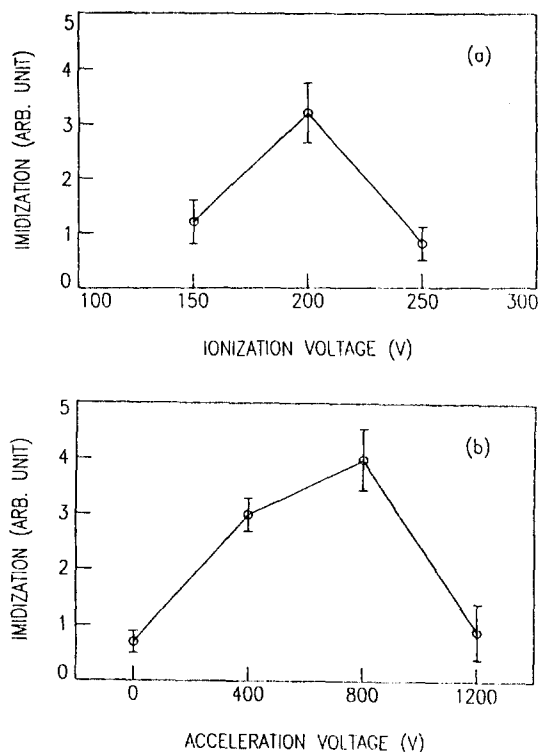 5
(a)
4
IMIDIZATION (ARB. UNIT)
3
2
1
0
100 150 200 250 300
IONIZATION VOLTAGE (V)
5
(b)
4
IMIDIZATION (ARB. UNIT)
3
2
1
0
0 400 800 1200
ACCELERATION VOLTAGE (V)